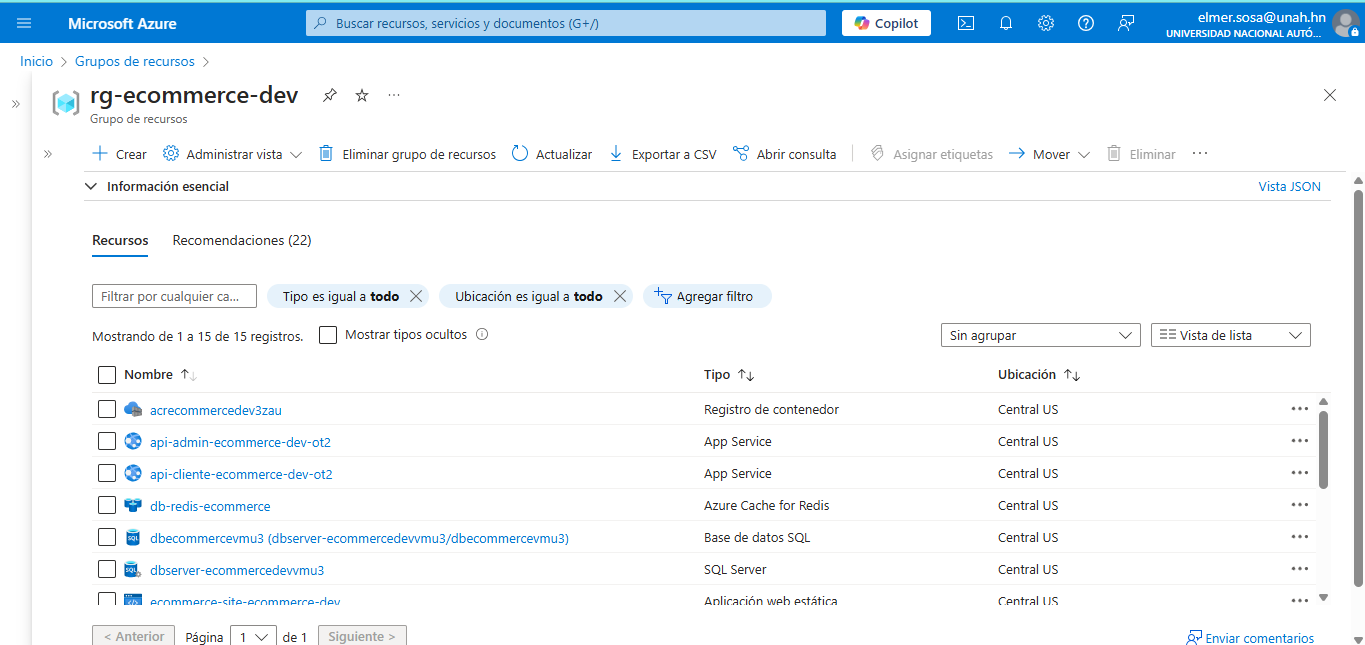 Microsoft Azure
Buscar recursos, servicios y documentos (G+/)
Copilot
elmer.sosa@unah.hn
UNIVERSIDAD NACIONAL AUTÓ...
Inicio > Grupos de recursos >
rg-ecommerce-dev
Grupo de recursos
Crear Administrar vista Eliminar grupo de recursos Actualizar Exportar a CSV Abrir consulta Asignar etiquetas Mover Eliminar ...
Información esencial Vista JSON
Recursos Recomendaciones (22)
Filtrar por cualquier ca... Tipo es igual a todo Ubicación es igual a todo Agregar filtro
Mostrando de 1 a 15 de 15 registros. Mostrar tipos ocultos Sin agrupar Vista de lista
Nombre Tipo Ubicación
acrecommercedev3zau Registro de contenedor Central US
api-admin-ecommerce-dev-ot2 App Service Central US
api-cliente-ecommerce-dev-ot2 App Service Central US
db-redis-ecommerce Azure Cache for Redis Central US
dbecommercevmu3 (dbserver-ecommercedevvmu3/dbecommercevmu3) Base de datos SQL Central US
dbserver-ecommercedevvmu3 SQL Server Central US
ecommerce-site-ecommerce-dev Aplicación web estática Central US
< Anterior Página 1 de 1 Siguiente > Enviar comentarios